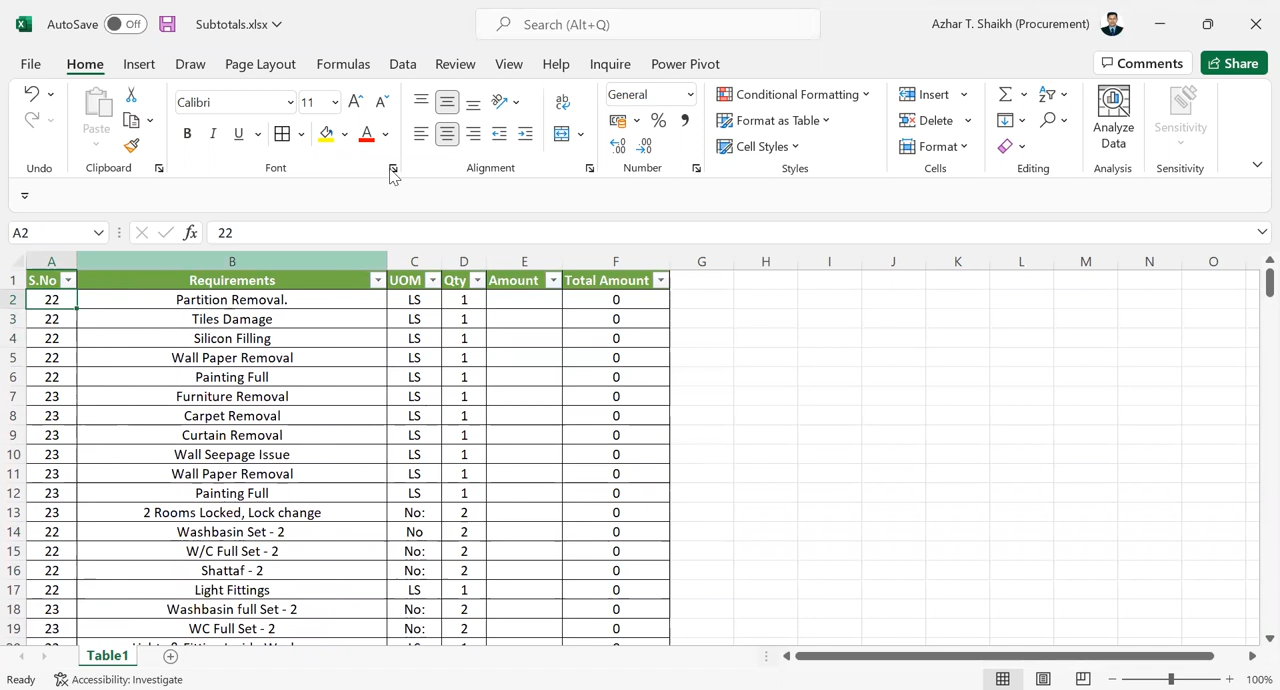 AutoSave Off Subtotals.xlsx Search (Alt+Q) Azhar T. Shaikh (Procurement)
File Home Insert Draw Page Layout Formulas Data Review View Help Inquire Power Pivot Comments Share
Calibri 11 General Conditional Formatting Insert
Paste Format as Table Delete Analyze Data Sensitivity
B I U A % Cell Styles Format
Undo Clipboard Font Alignment Number Styles Cells Editing Analysis Sensitivity
A2 fx 22
A B C D E F G H I J K L M N O
1 S.No Requirements UOM Qty Amount Total Amount
2 22 Partition Removal. LS 1 0
3 22 Tiles Damage LS 1 0
4 22 Silicon Filling LS 1 0
5 22 Wall Paper Removal LS 1 0
6 22 Painting Full LS 1 0
7 23 Furniture Removal LS 1 0
8 23 Carpet Removal LS 1 0
9 23 Curtain Removal LS 1 0
10 23 Wall Seepage Issue LS 1 0
11 23 Wall Paper Removal LS 1 0
12 23 Painting Full LS 1 0
13 23 2 Rooms Locked, Lock change No: 2 0
14 22 Washbasin Set - 2 No 2 0
15 22 W/C Full Set - 2 No: 2 0
16 22 Shattaf - 2 No: 2 0
17 22 Light Fittings LS 1 0
18 23 Washbasin full Set - 2 No: 2 0
19 23 WC Full Set - 2 No: 2 0
Table1
Ready Accessibility: Investigate 100%